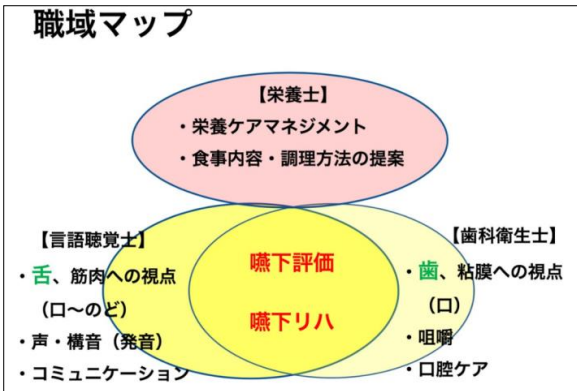 職域マップ
【栄養士】
・栄養ケアマネジメント
・食事内容・調理方法の提案
【言語聴覚士】
・舌、筋肉への視点
（口〜のど）
・声・構音（発音）
・コミュニケーション
嚥下評価
嚥下リハ
【歯科衛生士】
・歯、粘膜への視点
（口）
・咀嚼
・口腔ケア